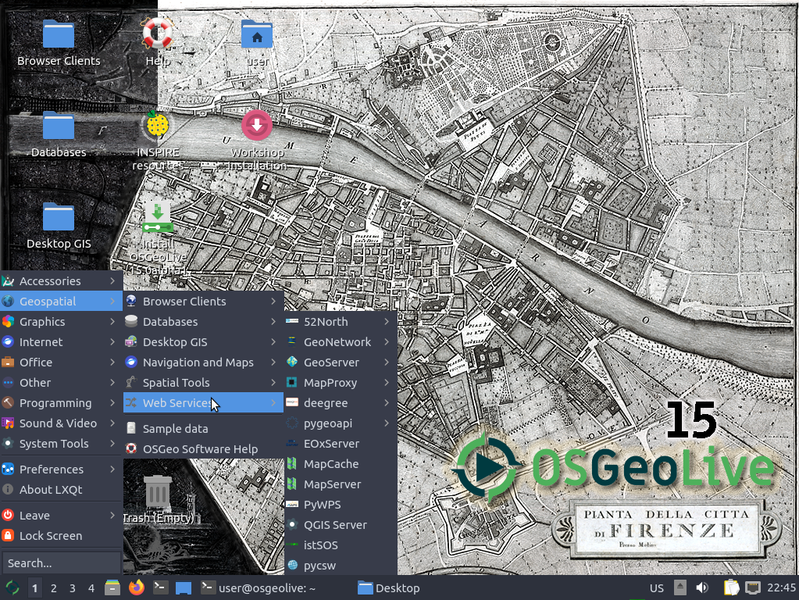 Browser Clients
Help
user
Databases
INSPIRE
resource
Workshop
Installation
Desktop GIS
Install
OSGeoLive
Accessories
Geospatial
Graphics
Internet
Office
Other
Programming
Sound & Video
System Tools
Preferences
About LXQt
Leave
Lock Screen
Search...
Browser Clients
Databases
Desktop GIS
Navigation and Maps
Spatial Tools
Web Services
Sample data
OSGeo Software Help
52North
GeoNetwork
GeoServer
MapProxy
deegree
pygeoapi
EOxServer
MapCache
MapServer
PyWPS
QGIS Server
istSOS
pycsw
Trash (Empty)
ARNO
15
OSGeoLive
PIANTA DELLA CITTA
DI FIRENZE
1 2 3 4
user@osgeolive: ~
Desktop
US
22:45